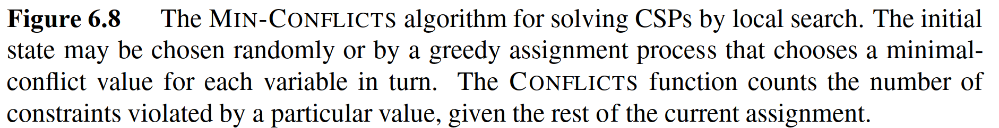 Figure 6.8 The MIN-CONFLICTS algorithm for solving CSPs by local search. The initial
state may be chosen randomly or by a greedy assignment process that chooses a minimal-
conflict value for each variable in turn. The CONFLICTS function counts the number of
constraints violated by a particular value, given the rest of the current assignment.